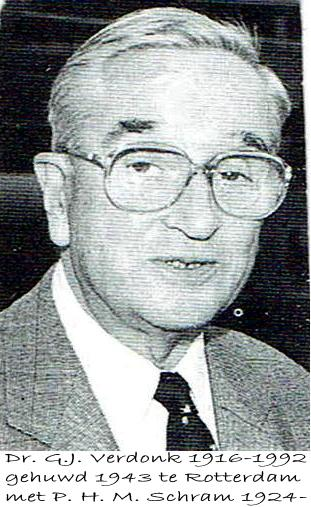 Dr. G.J. Verdonk 1916-1992
gehuwd 1943 te Rotterdam
met P. H. M. Schram 1924-